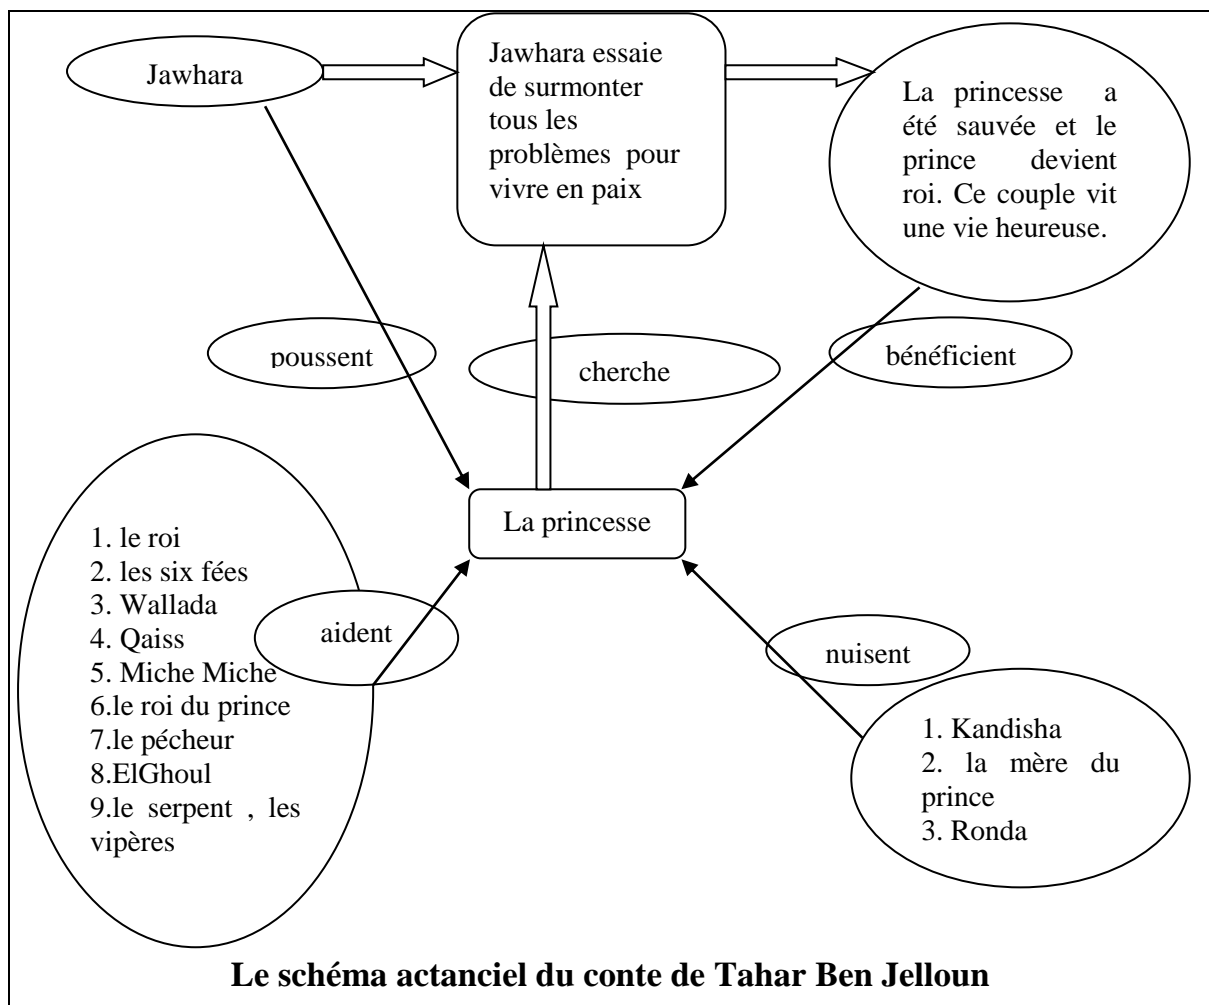 Jawhara
Jawhara essaie
de surmonter
tous les
problèmes pour
vivre en paix
La princesse a
été sauvée et le
prince devient
roi. Ce couple vit
une vie heureuse.
poussent
cherche
bénéficient
La princesse
1. le roi
2. les six fées
3. Wallada
4. Qaiss
5. Miche Miche
6.le roi du prince
7.le pécheur
8.ElGhoul
9.le serpent , les
vipères
aident
nuisent
1. Kandisha
2. la mère du
prince
3. Ronda
Le schéma actanciel du conte de Tahar Ben Jelloun